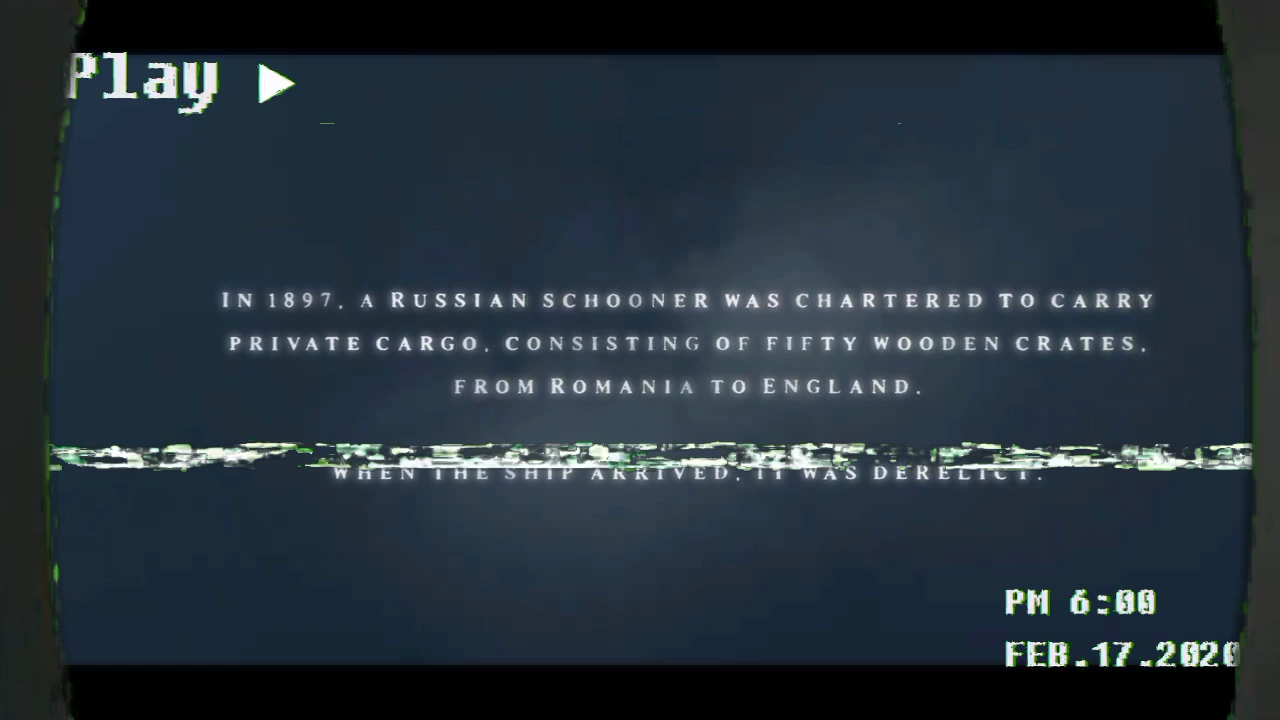 Play
IN 1897, A RUSSIAN SCHOONER WAS CHARTERED TO CARRY
PRIVATE CARGO, CONSISTING OF FIFTY WOODEN CRATES,
FROM ROMANIA TO ENGLAND.
WHEN THE SHIP ARRIVED, IT WAS DERELICT.
PM 6:00
FEB.17.2020